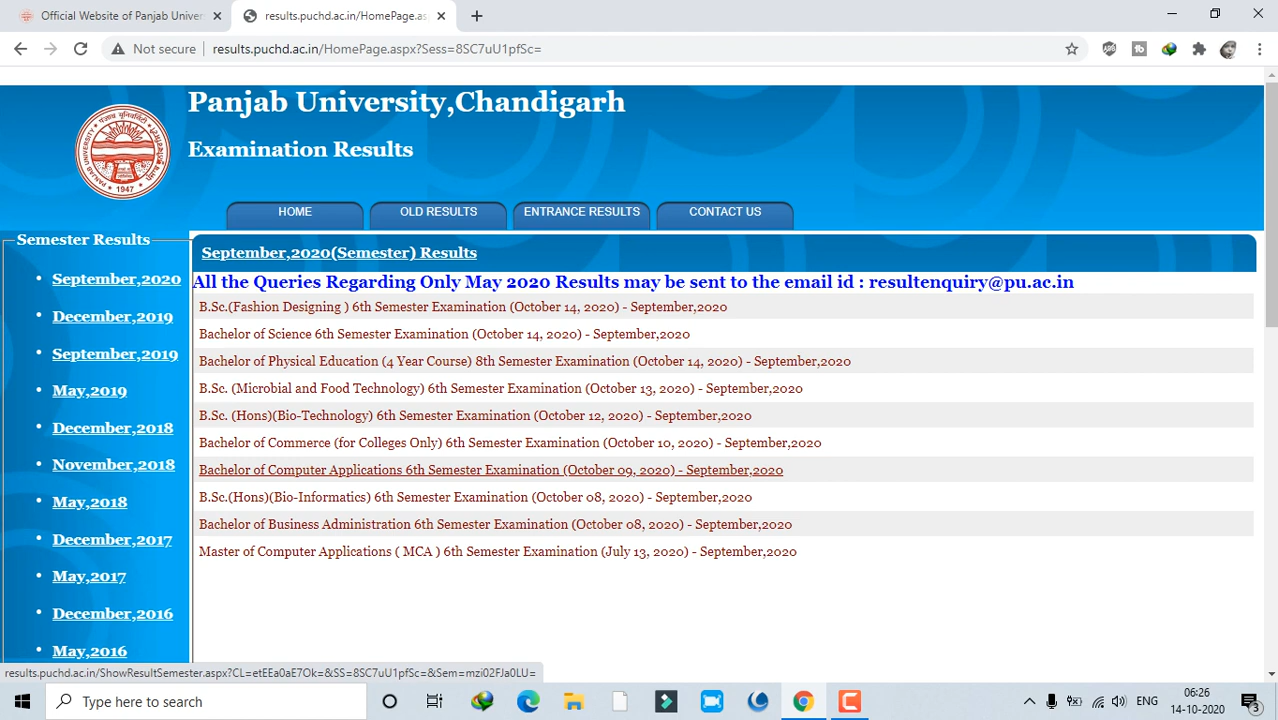 Official Website of Panjab Univer
results.puchd.ac.in/HomePage.as
Not secure
results.puchd.ac.in/HomePage.aspx?Sess=8SC7uU1pfSc=
Panjab University,Chandigarh
Examination Results
1947
HOME
OLD RESULTS
ENTRANCE RESULTS
CONTACT US
Semester Results
September,2020
December,2019
September,2019
May,2019
December,2018
November,2018
May,2018
December,2017
May,2017
December,2016
May,2016
September,2020(Semester) Results
All the Queries Regarding Only May 2020 Results may be sent to the email id : resultenquiry@pu.ac.in
B.Sc.(Fashion Designing ) 6th Semester Examination (October 14, 2020) - September,2020
Bachelor of Science 6th Semester Examination (October 14, 2020) - September,2020
Bachelor of Physical Education (4 Year Course) 8th Semester Examination (October 14, 2020) - September,2020
B.Sc. (Microbial and Food Technology) 6th Semester Examination (October 13, 2020) - September,2020
B.Sc. (Hons)(Bio-Technology) 6th Semester Examination (October 12, 2020) - September,2020
Bachelor of Commerce (for Colleges Only) 6th Semester Examination (October 10, 2020) - September,2020
Bachelor of Computer Applications 6th Semester Examination (October 09, 2020) - September,2020
B.Sc.(Hons)(Bio-Informatics) 6th Semester Examination (October 08, 2020) - September,2020
Bachelor of Business Administration 6th Semester Examination (October 08, 2020) - September,2020
Master of Computer Applications ( MCA ) 6th Semester Examination (July 13, 2020) - September,2020
results.puchd.ac.in/ShowResultSemester.aspx?CL=etEEa0aE7Ok=&SS=8SC7uU1pfSc=&Sem=mzi02FJa0LU=
Type here to search
ENG
06:26
14-10-2020
3